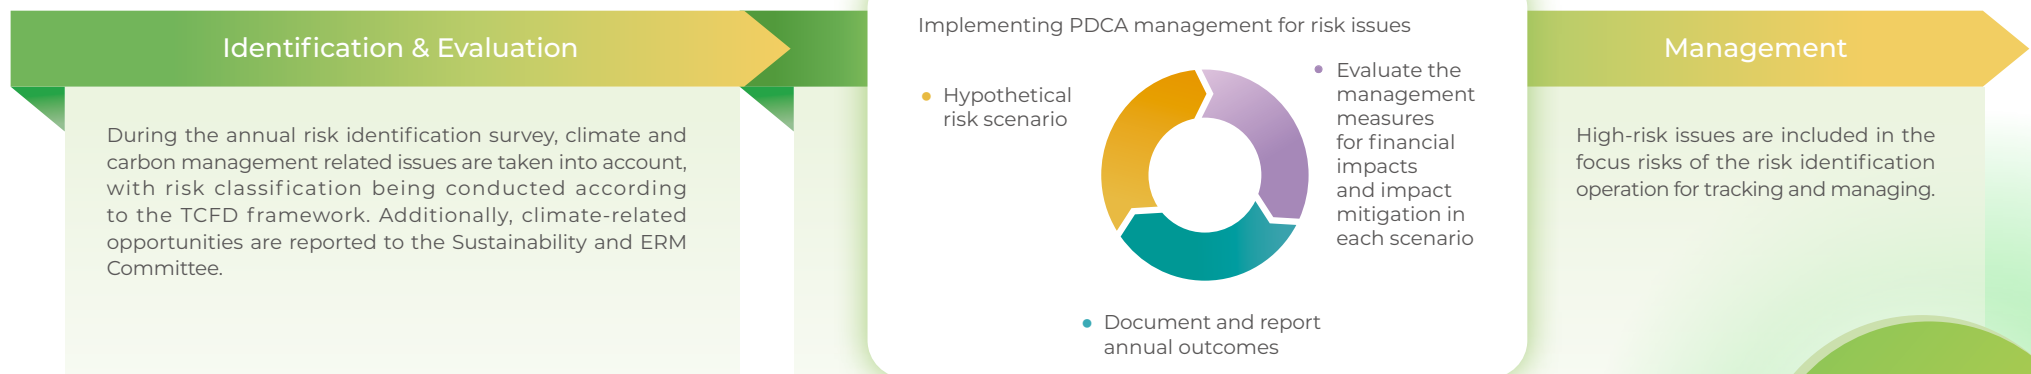 Identification & Evaluation
During the annual risk identification survey, climate and
carbon management related issues are taken into account,
with risk classification being conducted according
to the TCFD framework. Additionally, climate-related
opportunities are reported to the Sustainability and ERM
Committee.
Implementing PDCA management for risk issues
Hypothetical
risk scenario
Evaluate the
management
measures
for financial
impacts
and impact
mitigation in
each scenario
Document and report
annual outcomes
Management
High-risk issues are included in the
focus risks of the risk identification
operation for tracking and managing.